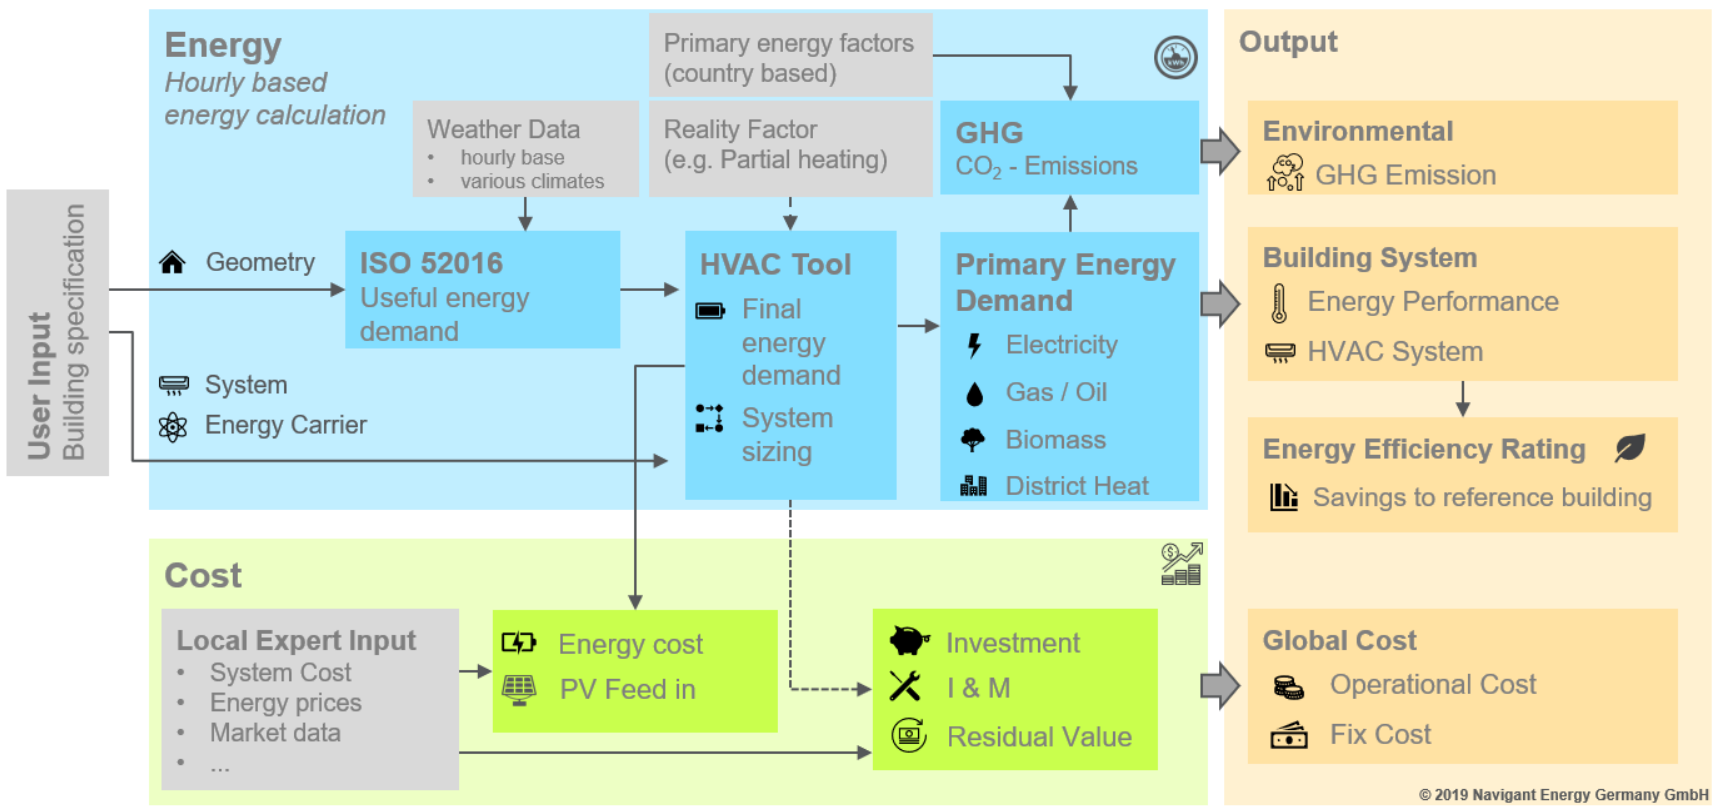 Energy
Hourly based
energy calculation
Primary energy factors
(country based)
Weather Data
• hourly base
• various climates
Reality Factor
(e.g. Partial heating)
GHG
CO₂ - Emissions
User Input
Building specification
Geometry
System
Energy Carrier
ISO 52016
Useful energy
demand
HVAC Tool
Final
energy
demand
System
sizing
Primary Energy
Demand
Electricity
Gas / Oil
Biomass
District Heat
kWh
Cost
Local Expert Input
• System Cost
• Energy prices
• Market data
• ...
Energy cost
PV Feed in
Investment
I & M
Residual Value
$
Output
Environmental
CO₂
GHG Emission
Building System
Energy Performance
HVAC System
Energy Efficiency Rating
Savings to reference building
Global Cost
Operational Cost
Fix Cost
© 2019 Navigant Energy Germany GmbH